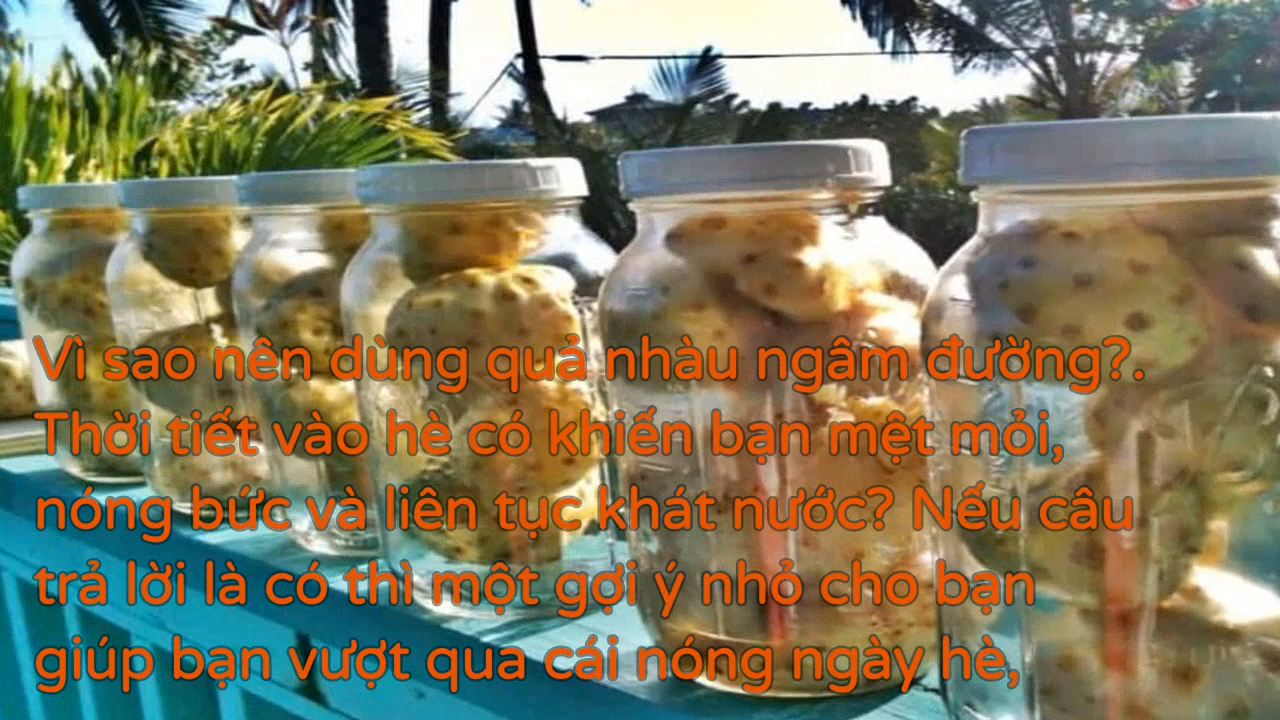 Vì sao nên dùng quả nhàu ngâm đường?.
Thời tiết vào hè có khiến bạn mệt mỏi,
nóng bức và liên tục khát nước? Nếu câu
trả lời là có thì một gợi ý nhỏ cho bạn
giúp bạn vượt qua cái nóng ngày hè,